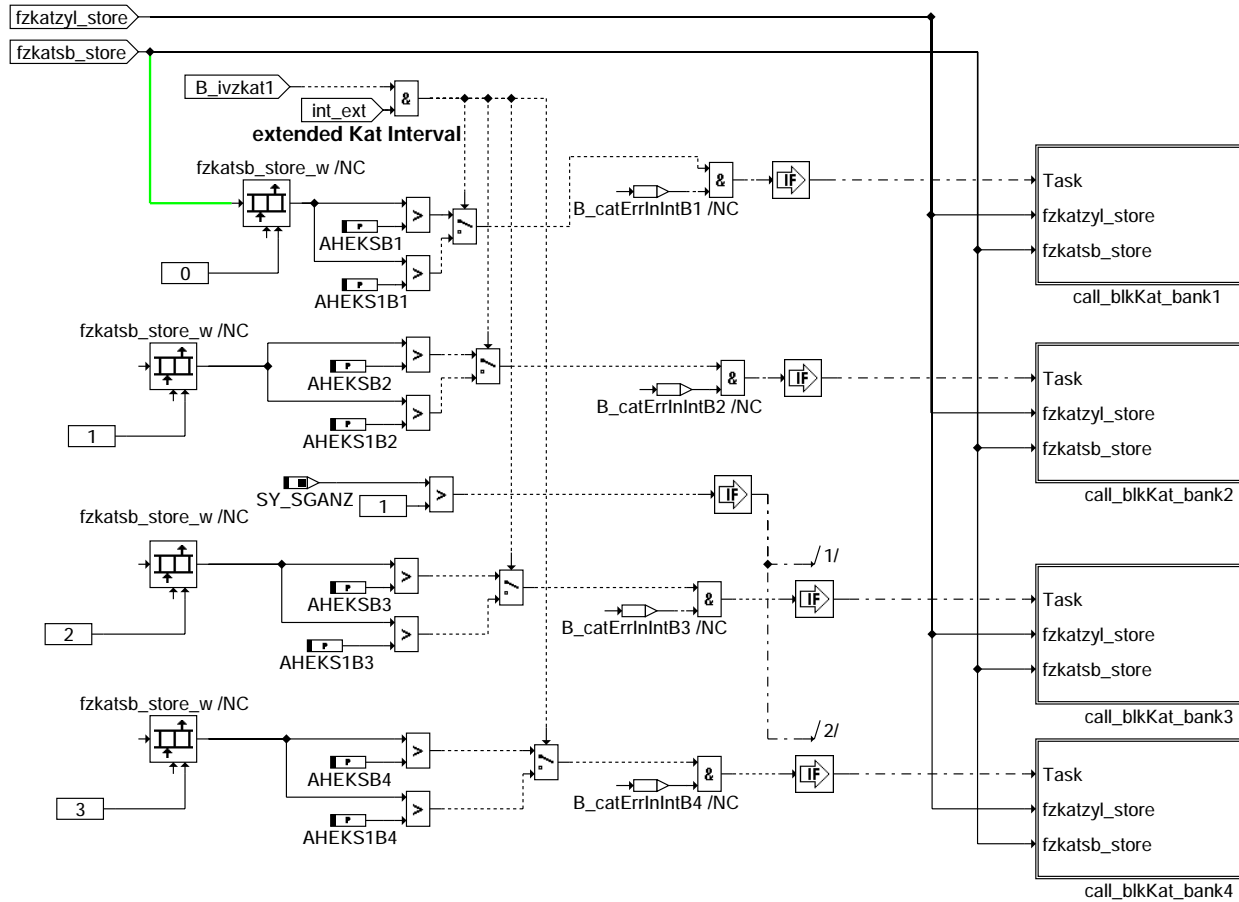 fzkatzyl_store
fzkatsb_store
B_ivzkat1
&
int_ext
extended Kat Interval
fzkatsb_store_w /NC
&
IF
Task
B_catErrInIntB1 /NC
>
P
AHEKSB1
fzkatzyl_store
fzkatsb_store
0
>
P
AHEKS1B1
call_blkKat_bank1
fzkatsb_store_w /NC
>
P
AHEKSB2
&
IF
Task
B_catErrInIntB2 /NC
>
P
AHEKS1B2
fzkatzyl_store
1
fzkatsb_store
SY_SGANZ
1
>
IF
call_blkKat_bank2
fzkatsb_store_w /NC
/1/
>
P
AHEKSB3
&
IF
Task
B_catErrInIntB3 /NC
2
>
P
AHEKS1B3
fzkatzyl_store
fzkatsb_store
fzkatsb_store_w /NC
call_blkKat_bank3
/2/
>
P
AHEKSB4
&
IF
Task
B_catErrInIntB4 /NC
3
>
P
AHEKS1B4
fzkatzyl_store
fzkatsb_store
call_blkKat_bank4